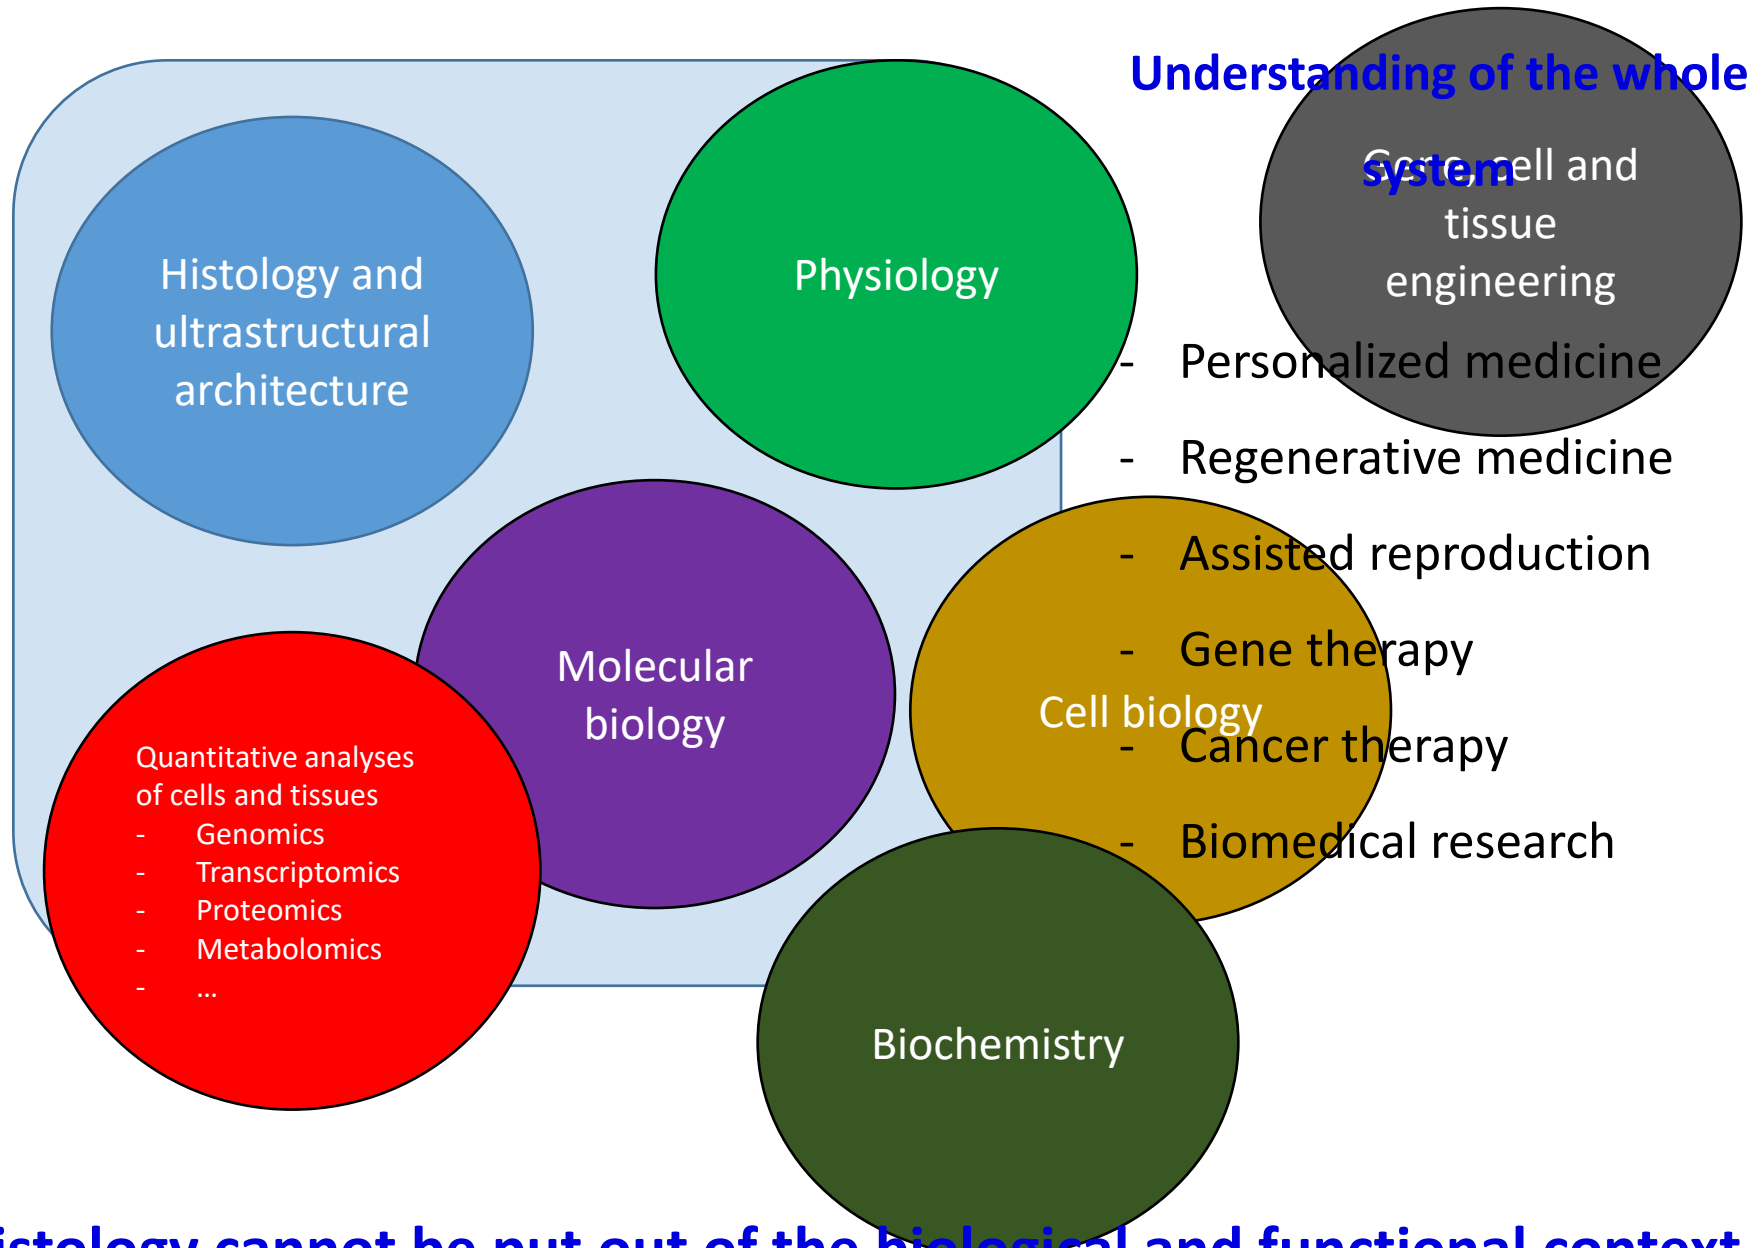 Understanding of the whole
system
Gene, cell and
tissue
engineering
Histology and
ultrastructural
architecture
Physiology
- Personalized medicine
- Regenerative medicine
- Assisted reproduction
- Gene therapy
- Cancer therapy
- Biomedical research
Molecular
biology
Cell biology
Quantitative analyses
of cells and tissues
- Genomics
- Transcriptomics
- Proteomics
- Metabolomics
- ...
Biochemistry
istology cannot be put out of the biological and functional context